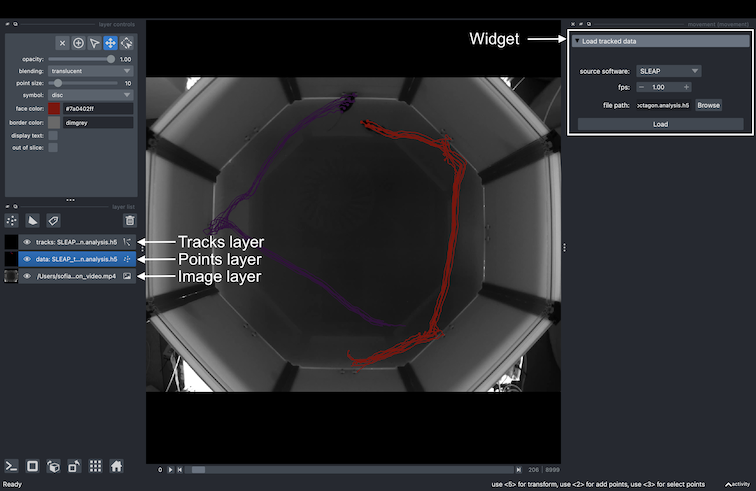 layer controls
opacity:
1.00
blending:
translucent
point size:
10
symbol:
disc
face color:
#7a0402ff
border color:
dimgrey
display text:
out of slice:
layer list
tracks: SLEAP...n.analysis.h5
data: SLEAP_t...n.analysis.h5
/Users/sofia...on_video.mp4
Tracks layer
Points layer
Image layer
Widget
movement (movement)
Load tracked data
source software:
SLEAP
fps:
1.00
file path:
octagon.analysis.h5
Browse
Load
0
206 | 8999
Ready
use <5> for transform, use <2> for add points, use <3> for select points
activity